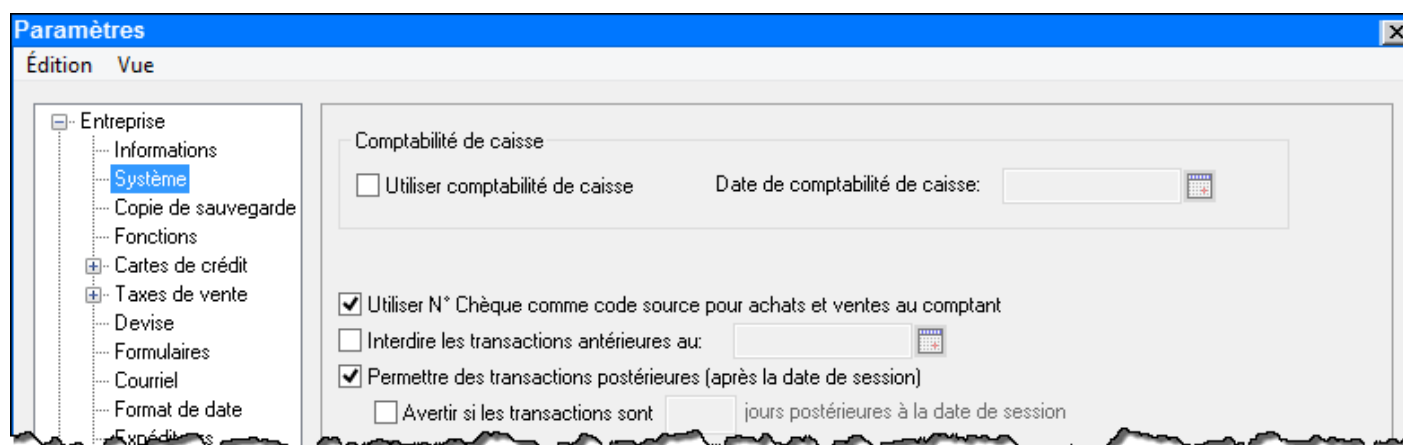 Paramètres
Édition Vue
Entreprise
Informations
Système
Copie de sauvegarde
Fonctions
Cartes de crédit
Taxes de vente
Devise
Formulaires
Courriel
Format de date
Comptabilité de caisse
Utiliser comptabilité de caisse Date de comptabilité de caisse:
Utiliser N° Chèque comme code source pour achats et ventes au comptant
Interdire les transactions antérieures au:
Permettre des transactions postérieures (après la date de session)
Avertir si les transactions sont jours postérieures à la date de session